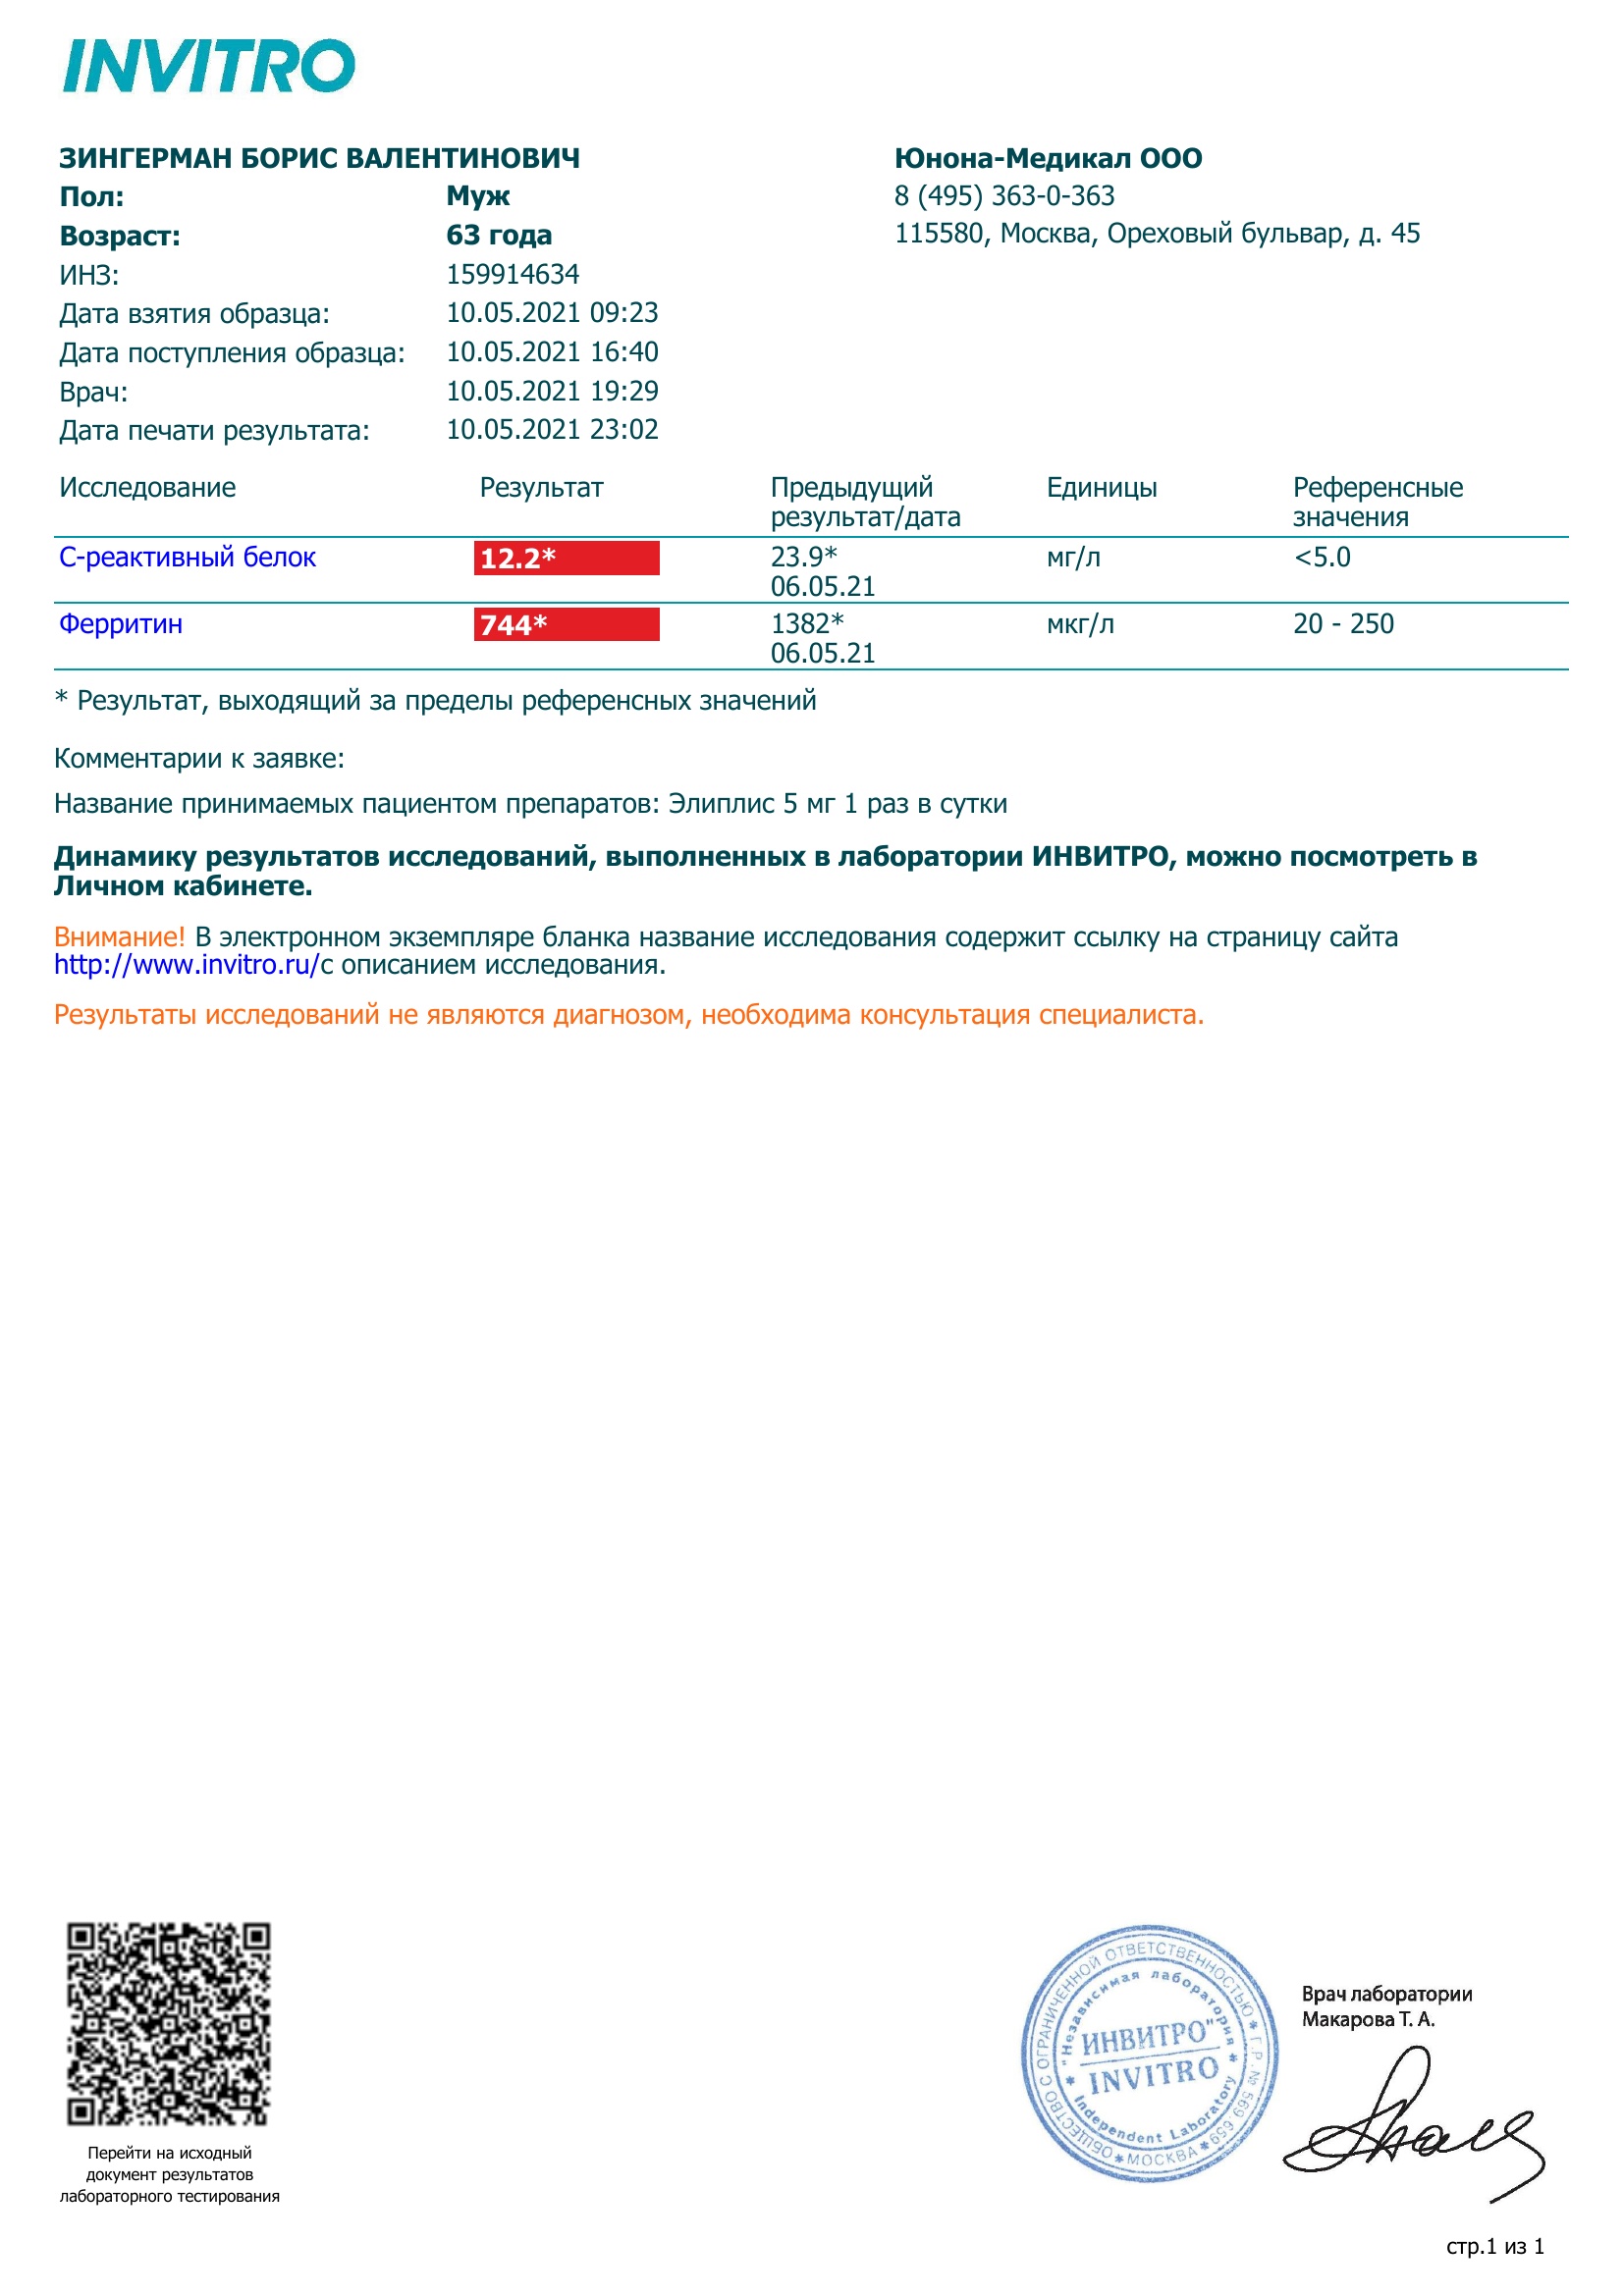 INVITRO
ЗИНГЕРМАН БОРИС ВАЛЕНТИНОВИЧ
Пол: Муж
Возраст: 63 года
ИНЗ: 159914634
Дата взятия образца: 10.05.2021 09:23
Дата поступления образца: 10.05.2021 16:40
Врач: 10.05.2021 19:29
Дата печати результата: 10.05.2021 23:02
Юнона-Медикал ООО
8 (495) 363-0-363
115580, Москва, Ореховый бульвар, д. 45
Исследование Результат Предыдущий Единицы Референсные
результат/дата значения
С-реактивный белок 12.2* 23.9* мг/л <5.0
06.05.21
Ферритин 744* 1382* мкг/л 20 - 250
06.05.21
* Результат, выходящий за пределы референсных значений
Комментарии к заявке:
Название принимаемых пациентом препаратов: Элиплис 5 мг 1 раз в сутки
Динамику результатов исследований, выполненных в лаборатории ИНВИТРО, можно посмотреть в
Личном кабинете.
Внимание! В электронном экземпляре бланка название исследования содержит ссылку на страницу сайта
http://www.invitro.ru/с описанием исследования.
Результаты исследований не являются диагнозом, необходима консультация специалиста.
Перейти на исходный
документ результатов
лабораторного тестирования
ОБЩЕСТВО С ОГРАНИЧЕННОЙ ОТВЕТСТВЕННОСТЬЮ * Г.Р.№ 569 659 * МОСКВА *
"Независимая лаборатория
ИНВИТРО"
INVITRO
Independent Laboratory
Врач лаборатории
Макарова Т. А.
стр.1 из 1